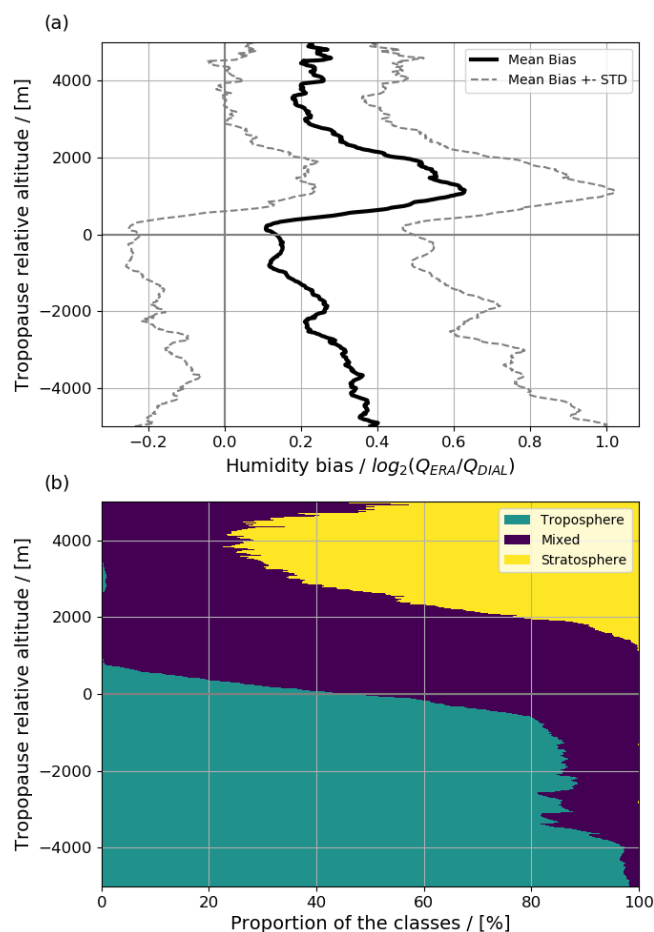 (a)
Mean Bias
Mean Bias +- STD
4000
2000
0
−2000
−4000
Tropopause relative altitude / [m]
−0.2 0.0 0.2 0.4 0.6 0.8 1.0
Humidity bias / log₂(Q_ERA/Q_DIAL)
(b)
Troposphere
Mixed
Stratosphere
4000
2000
0
−2000
−4000
Tropopause relative altitude / [m]
0 20 40 60 80 100
Proportion of the classes / [%]